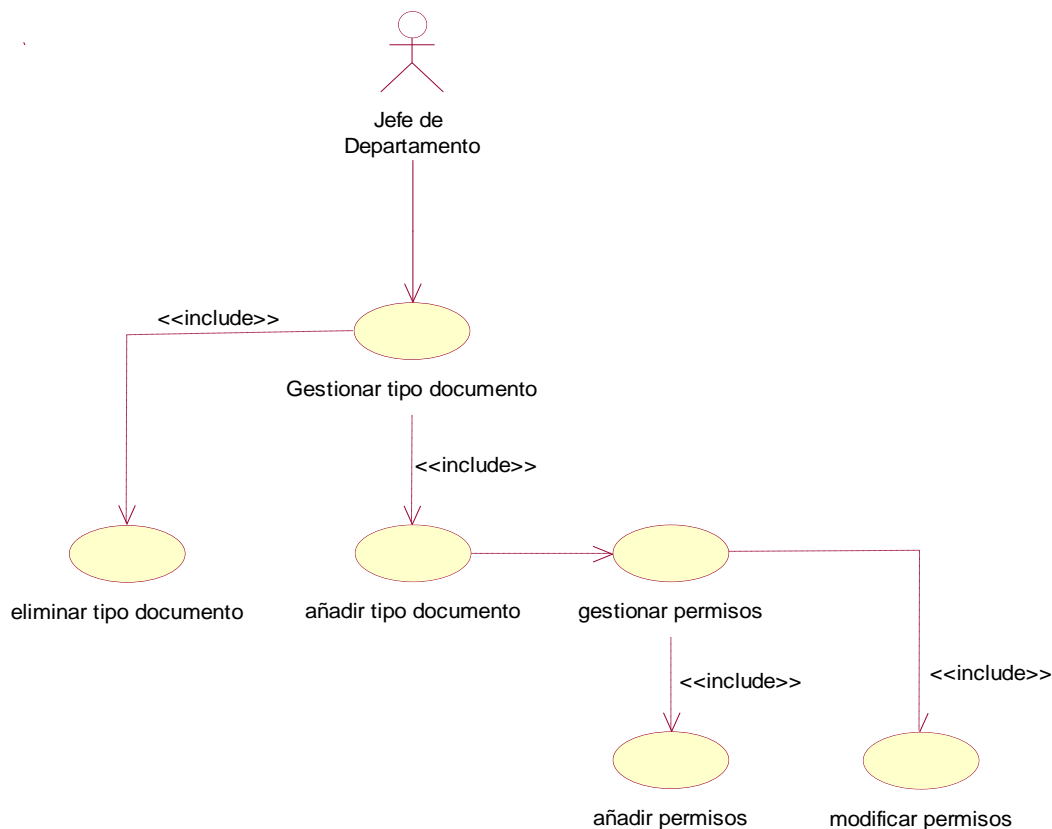 Jefe de
Departamento
<<include>>
Gestionar tipo documento
<<include>>
eliminar tipo documento
añadir tipo documento
gestionar permisos
<<include>>
<<include>>
añadir permisos
modificar permisos